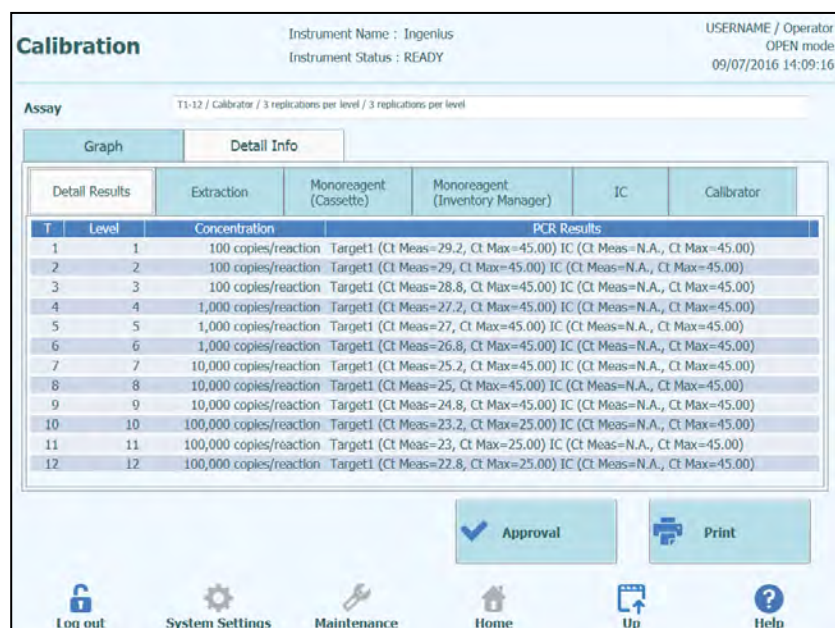 Calibration
Instrument Name : Ingenius
Instrument Status : READY
USERNAME / Operator
OPEN mode
09/07/2016 14:09:16
Assay
T1-12 / Calibrator / 3 replications per level / 3 replications per level
Graph Detail Info
Detail Results Extraction Monoreagent (Cassette) Monoreagent (Inventory Manager) IC Calibrator
T Level Concentration PCR Results
1 1 100 copies/reaction Target1 (Ct Meas=29.2, Ct Max=45.00) IC (Ct Meas=N.A., Ct Max=45.00)
2 2 100 copies/reaction Target1 (Ct Meas=29, Ct Max=45.00) IC (Ct Meas=N.A., Ct Max=45.00)
3 3 100 copies/reaction Target1 (Ct Meas=28.8, Ct Max=45.00) IC (Ct Meas=N.A., Ct Max=45.00)
4 4 1,000 copies/reaction Target1 (Ct Meas=27.2, Ct Max=45.00) IC (Ct Meas=N.A., Ct Max=45.00)
5 5 1,000 copies/reaction Target1 (Ct Meas=27, Ct Max=45.00) IC (Ct Meas=N.A., Ct Max=45.00)
6 6 1,000 copies/reaction Target1 (Ct Meas=26.8, Ct Max=45.00) IC (Ct Meas=N.A., Ct Max=45.00)
7 7 10,000 copies/reaction Target1 (Ct Meas=25.2, Ct Max=45.00) IC (Ct Meas=N.A., Ct Max=45.00)
8 8 10,000 copies/reaction Target1 (Ct Meas=25, Ct Max=45.00) IC (Ct Meas=N.A., Ct Max=45.00)
9 9 10,000 copies/reaction Target1 (Ct Meas=24.8, Ct Max=45.00) IC (Ct Meas=N.A., Ct Max=45.00)
10 10 100,000 copies/reaction Target1 (Ct Meas=23.2, Ct Max=25.00) IC (Ct Meas=N.A., Ct Max=45.00)
11 11 100,000 copies/reaction Target1 (Ct Meas=23, Ct Max=25.00) IC (Ct Meas=N.A., Ct Max=45.00)
12 12 100,000 copies/reaction Target1 (Ct Meas=22.8, Ct Max=25.00) IC (Ct Meas=N.A., Ct Max=45.00)
Approval Print
Log out System Settings Maintenance Home Up Help